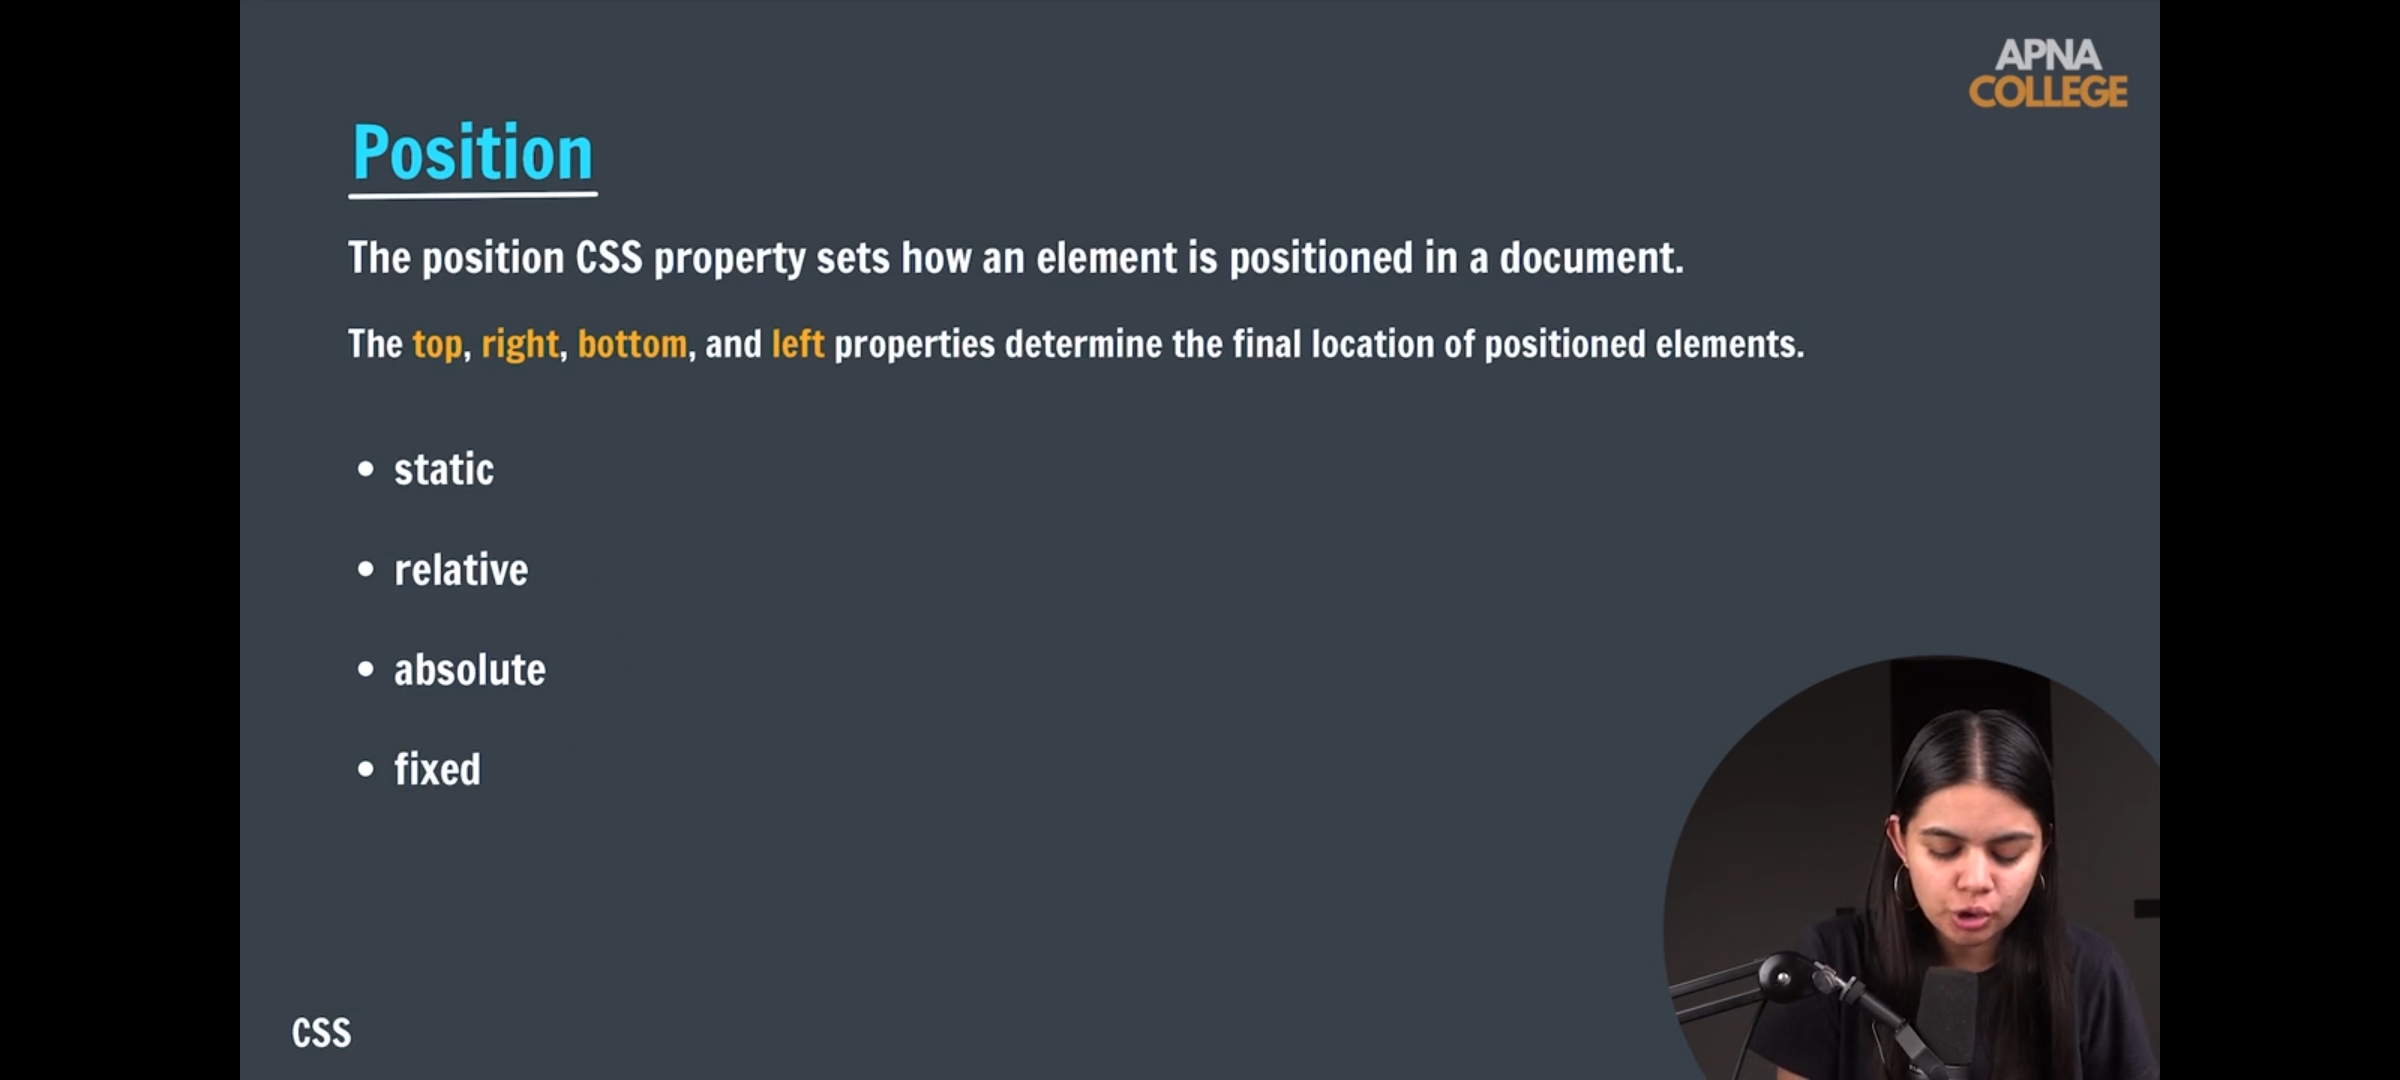 APNA
COLLEGE
Position
The position CSS property sets how an element is positioned in a document.
The top, right, bottom, and left properties determine the final location of positioned elements.
• static
• relative
• absolute
• fixed
CSS